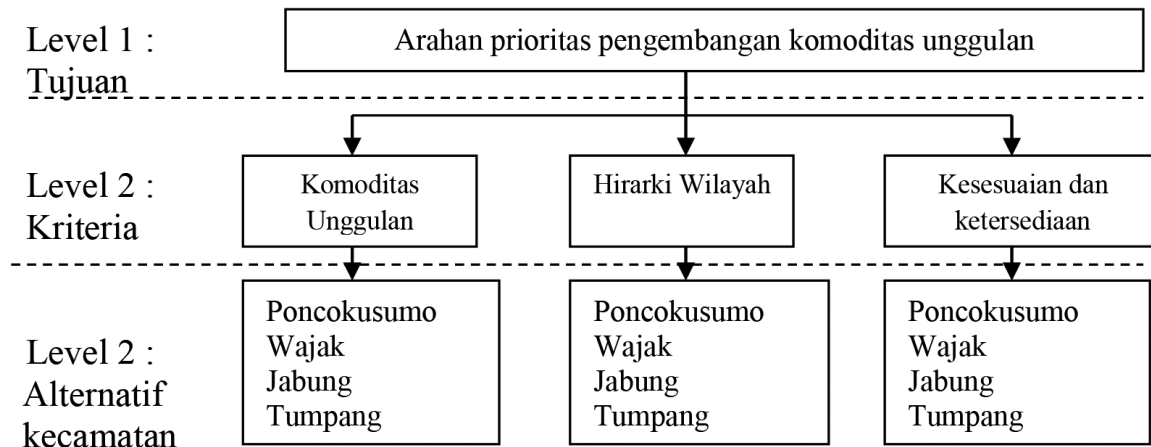 Level 1 :
Tujuan
Arahan prioritas pengembangan komoditas unggulan
Level 2 :
Kriteria
Komoditas
Unggulan
Hirarki Wilayah
Kesesuaian dan
ketersediaan
Level 2 :
Alternatif
kecamatan
Poncokusumo
Wajak
Jabung
Tumpang
Poncokusumo
Wajak
Jabung
Tumpang
Poncokusumo
Wajak
Jabung
Tumpang